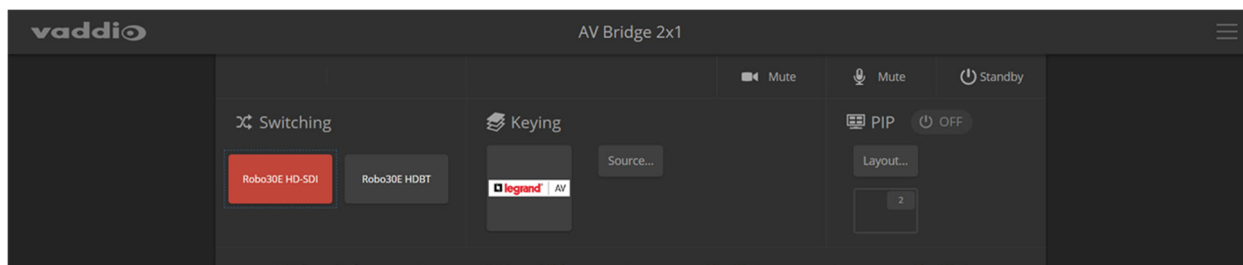 vaddio
AV Bridge 2x1
Mute
Mute
Standby
Switching
Keying
PIP
OFF
Robo30E HD-SDI
Robo30E HDBT
legrand AV
Source...
Layout...
2